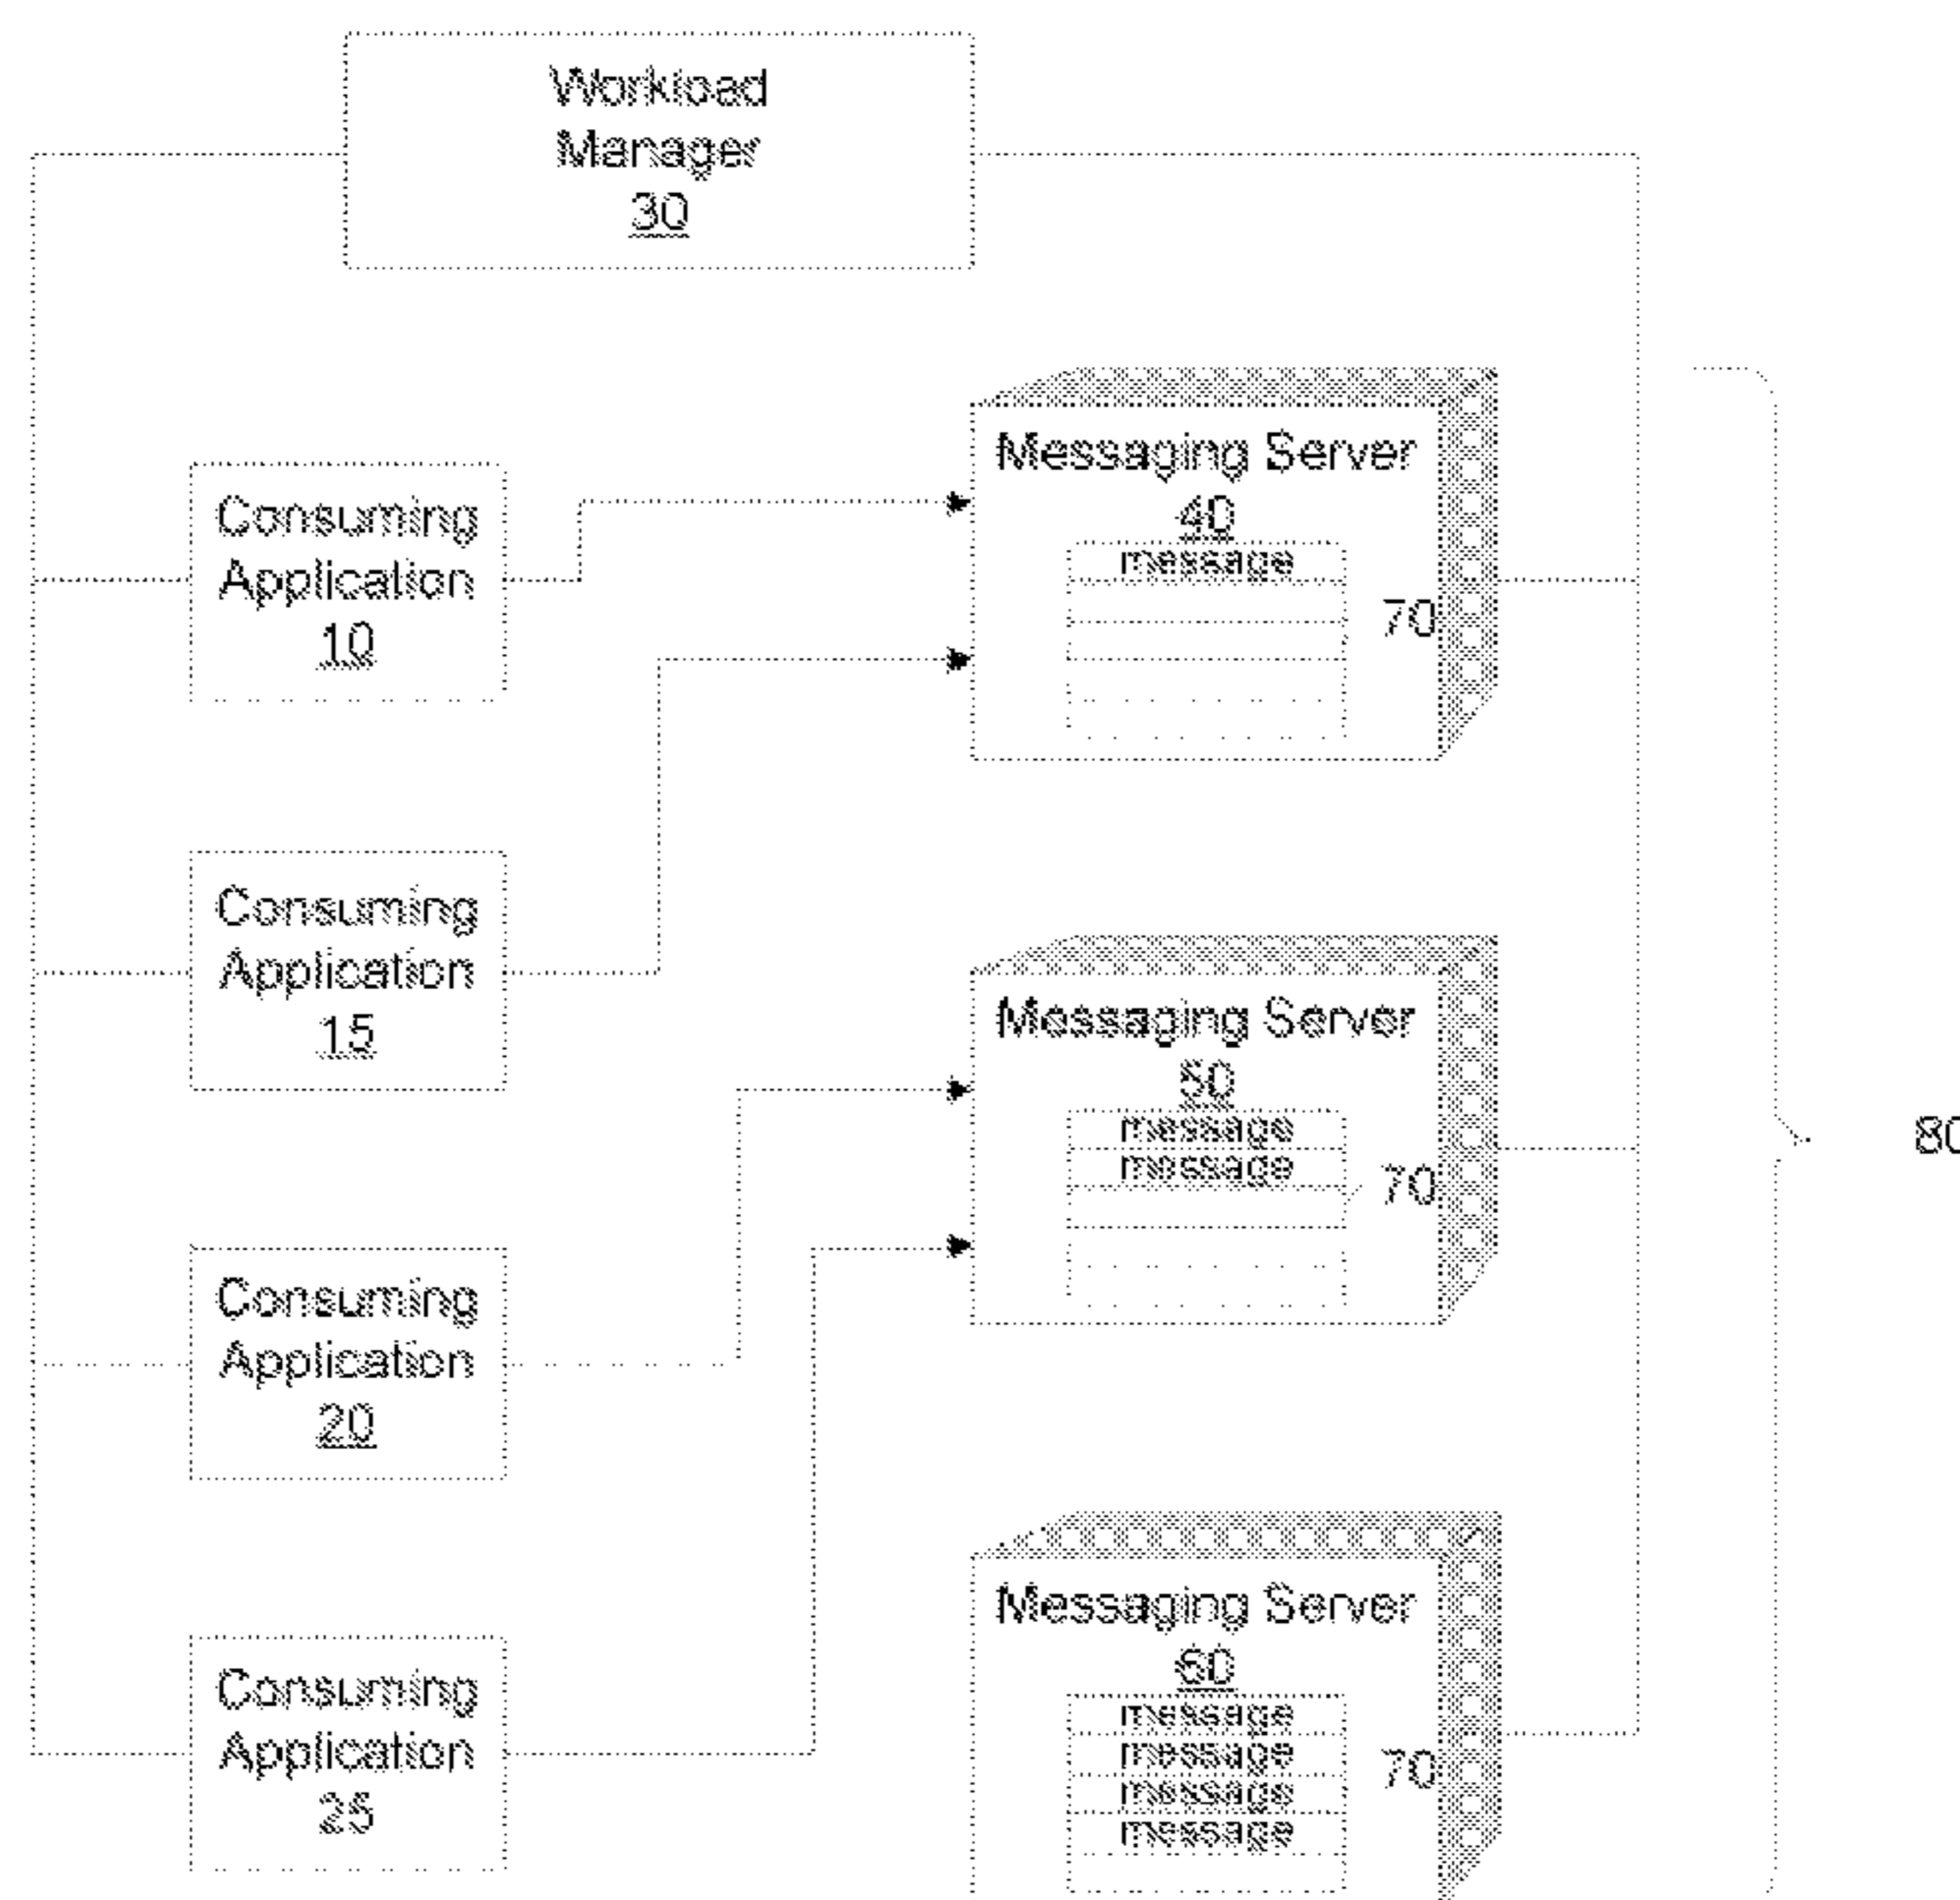 Workload
Manager
30
Consuming
Application
10
Messaging Server
40
message
70
Consuming
Application
15
Messaging Server
50
message
message
70
80
Consuming
Application
20
Consuming
Application
25
Messaging Server
60
message
message
message
message
70